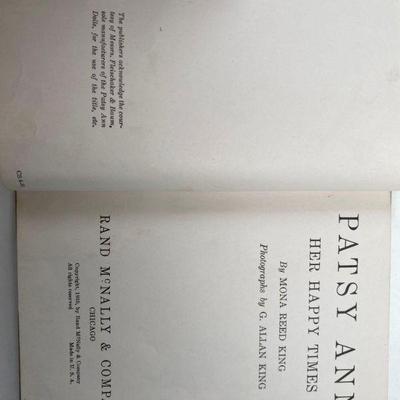 The publishers acknowledge the cour-
tesy of Messrs. Fleischaker & Baum,
sole manufacturers of the Patsy Ann
Dolls, for the use of the title, etc.
PATSY ANN
HER HAPPY TIMES
By MONA REED KING
Photographs by G. ALLAN KING
RAND MCNALLY & COMPA
CHICAGO
Copyright, 1935, by Rand McNally & Company
All rights reserved
Made in U. S. A.